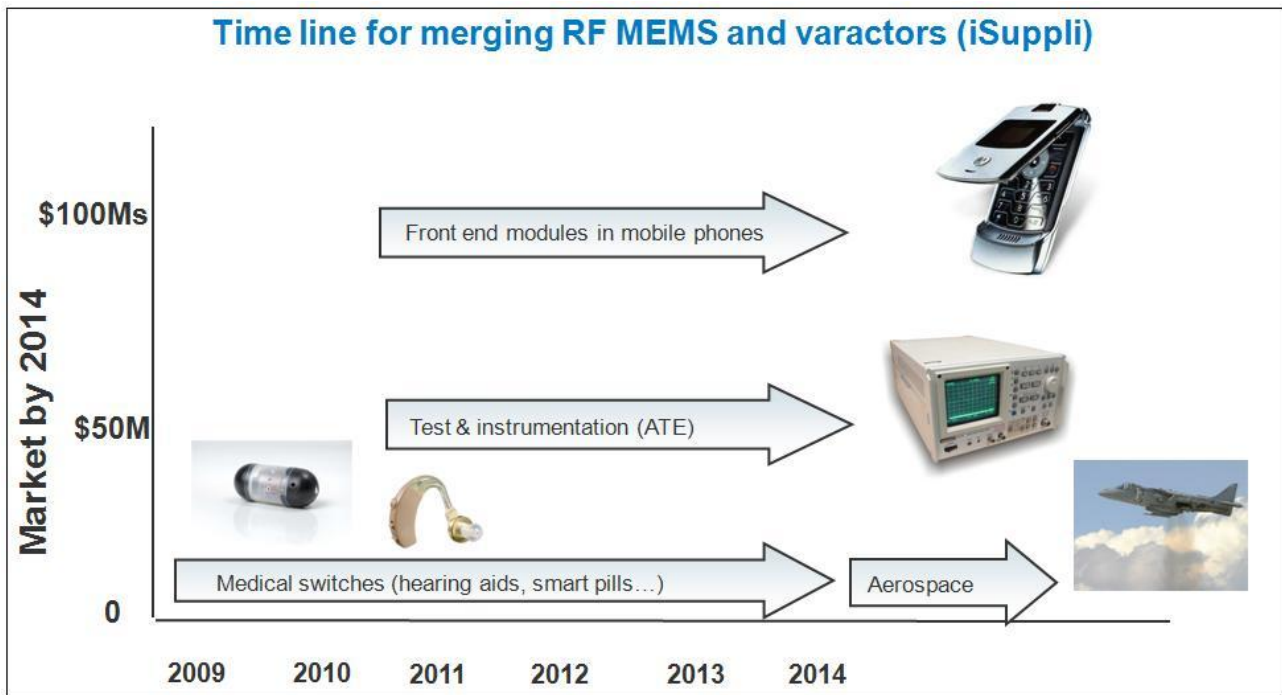 Time line for merging RF MEMS and varactors (iSuppli)
Market by 2014
$100Ms
Front end modules in mobile phones
$50M
Test & instrumentation (ATE)
Medical switches (hearing aids, smart pills…)
Aerospace
0
2009 2010 2011 2012 2013 2014